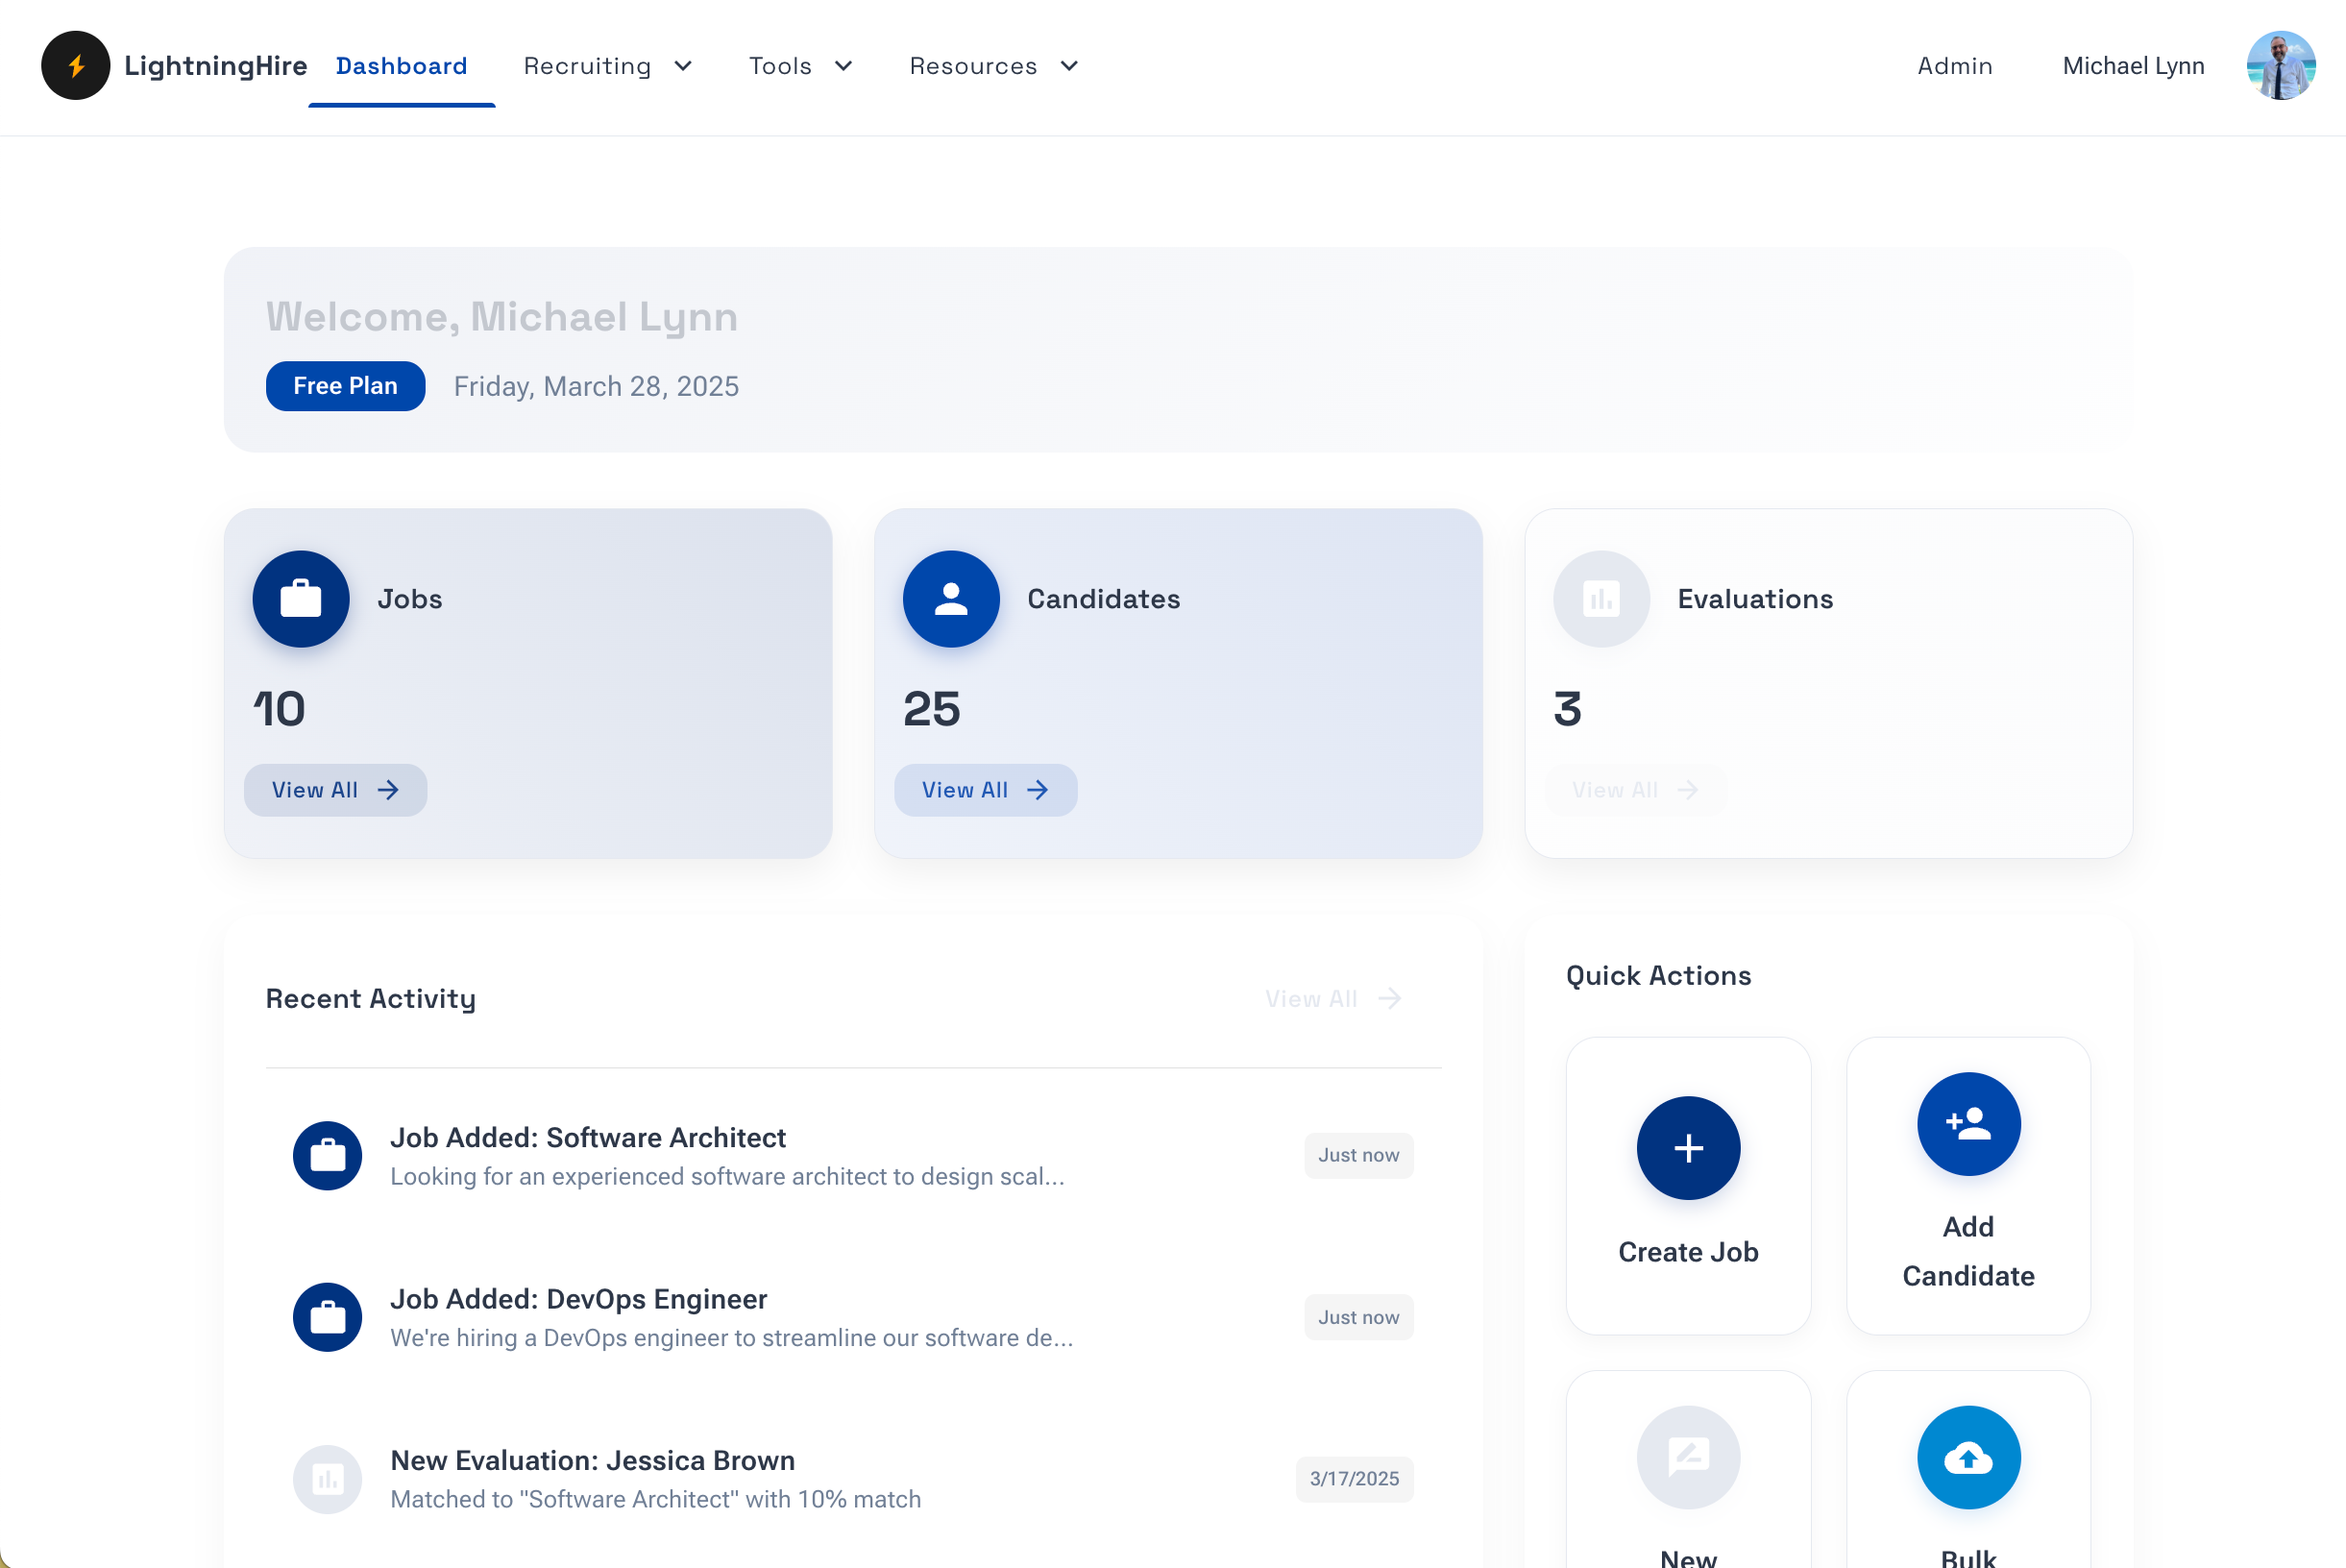 LightningHire
Dashboard
Recruiting
Tools
Resources
Admin
Michael Lynn
Welcome, Michael Lynn
Free Plan
Friday, March 28, 2025
Jobs
10
View All
Candidates
25
View All
Evaluations
3
View All
Recent Activity
View All
Job Added: Software Architect
Looking for an experienced software architect to design scal...
Just now
Job Added: DevOps Engineer
We're hiring a DevOps engineer to streamline our software de...
Just now
New Evaluation: Jessica Brown
Matched to "Software Architect" with 10% match
3/17/2025
Quick Actions
Create Job
Add
Candidate
New
Bulk